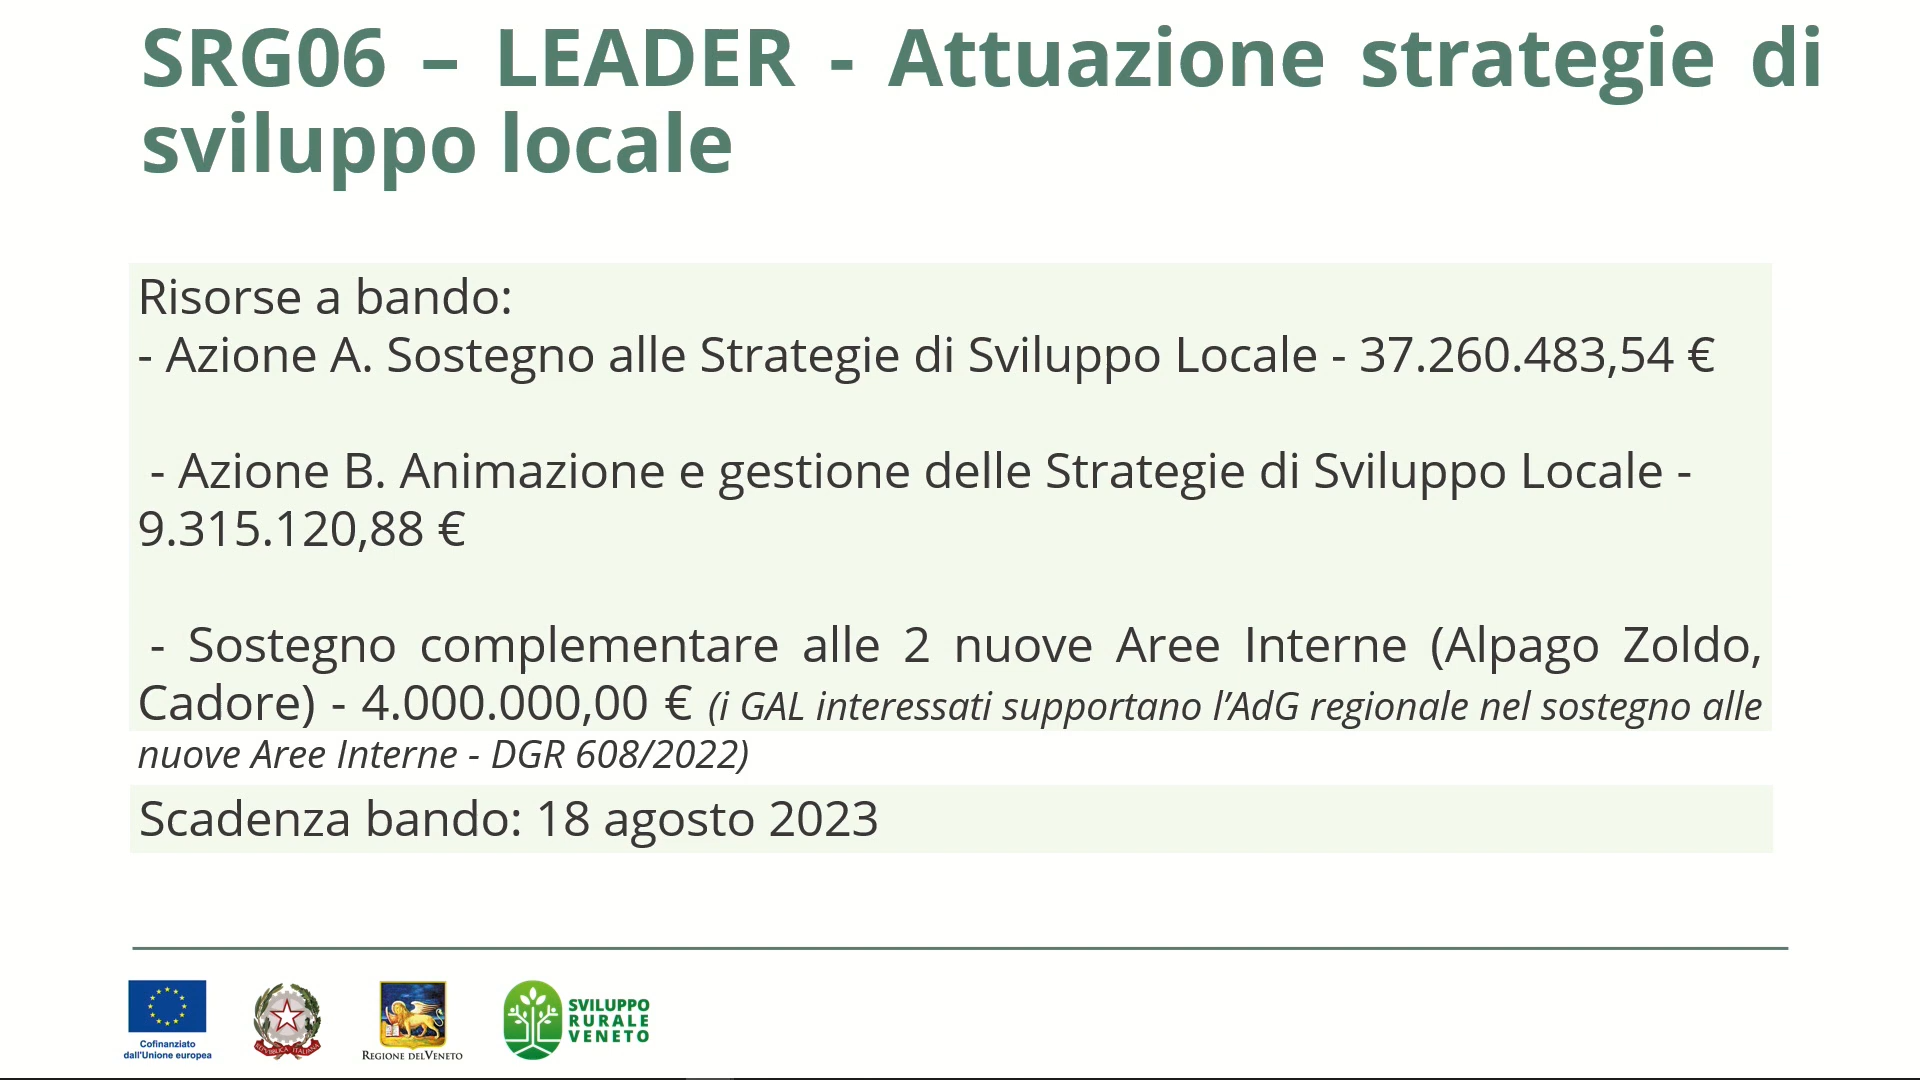 SRG06 – LEADER - Attuazione strategie di
sviluppo locale
Risorse a bando:
- Azione A. Sostegno alle Strategie di Sviluppo Locale - 37.260.483,54 €
- Azione B. Animazione e gestione delle Strategie di Sviluppo Locale -
9.315.120,88 €
- Sostegno complementare alle 2 nuove Aree Interne (Alpago Zoldo,
Cadore) - 4.000.000,00 € (i GAL interessati supportano l’AdG regionale nel sostegno alle
nuove Aree Interne - DGR 608/2022)
Scadenza bando: 18 agosto 2023
Cofinanziato
dall'Unione europea
REGIONE DEL VENETO
SVILUPPO
RURALE
VENETO